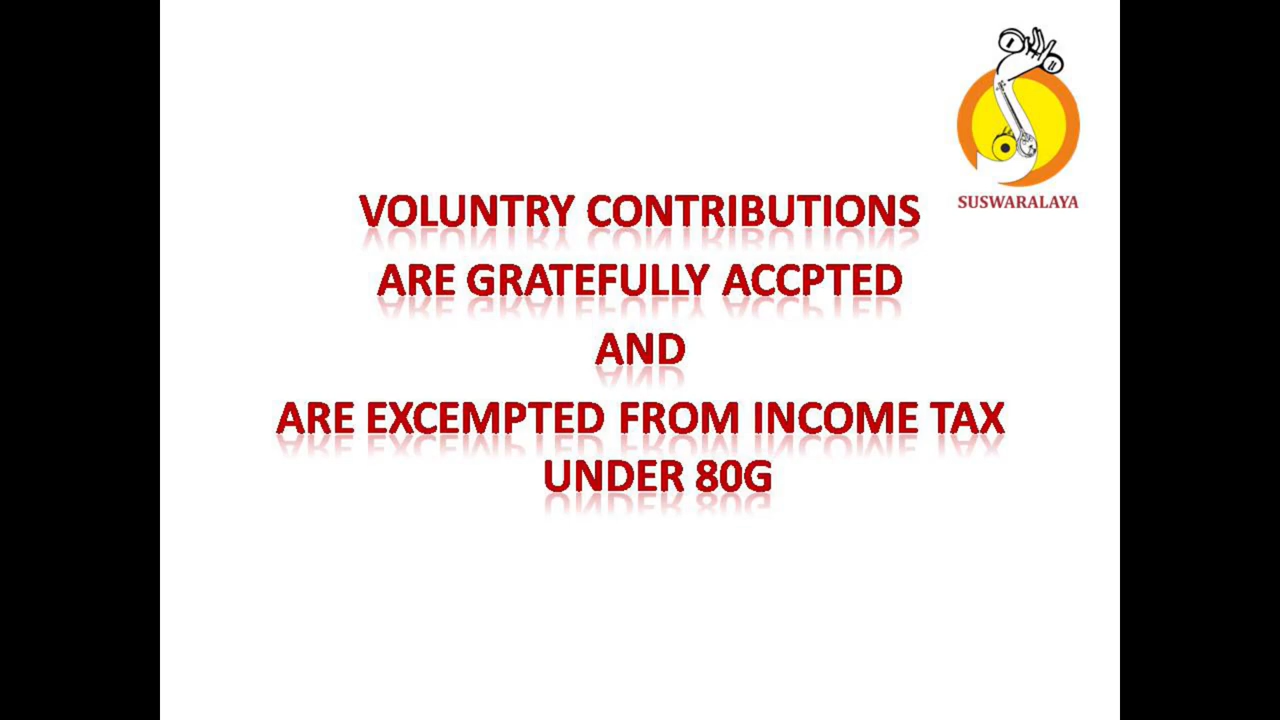 SUSWARALAYA
VOLUNTRY CONTRIBUTIONS
ARE GRATEFULLY ACCPTED
AND
ARE EXCEMPTED FROM INCOME TAX
UNDER 80G